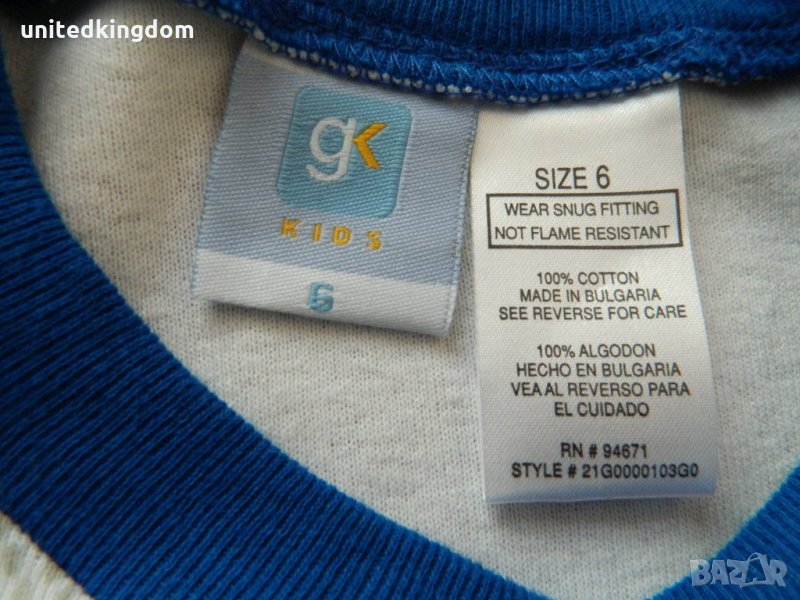 unitedkingdom
gk
KIDS
6
SIZE 6
WEAR SNUG FITTING
NOT FLAME RESISTANT
100% COTTON
MADE IN BULGARIA
SEE REVERSE FOR CARE
100% ALGODON
HECHO EN BULGARIA
VEA AL REVERSO PARA
EL CUIDADO
RN # 94671
STYLE # 21G0000103G0
BAZAR